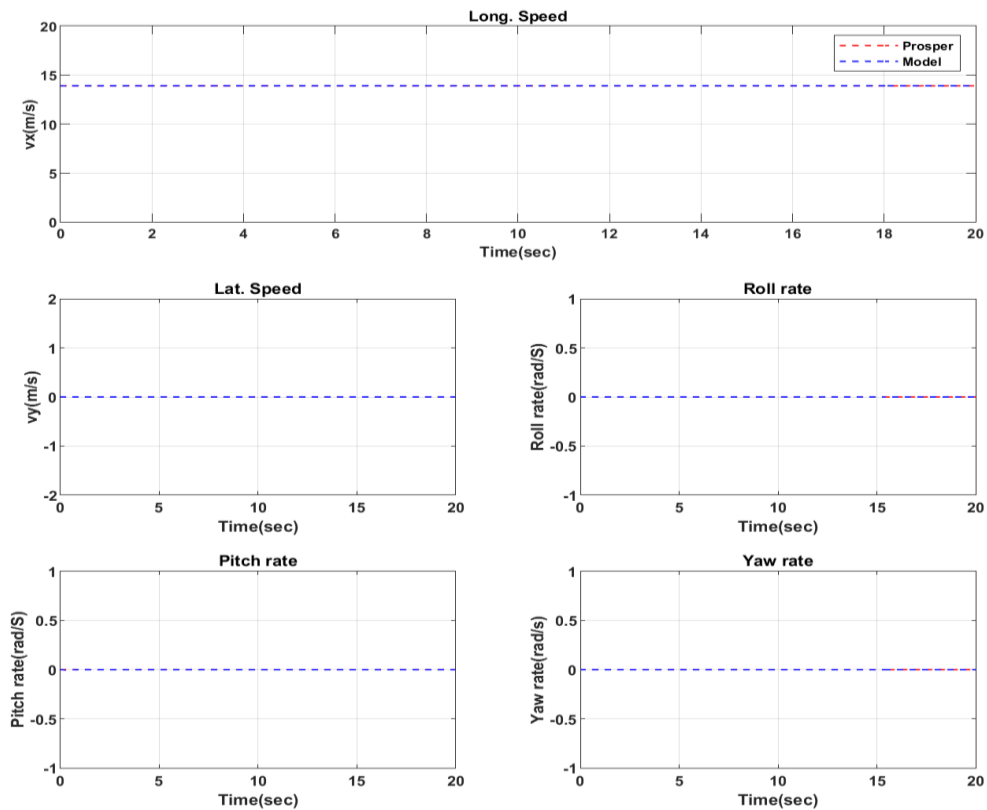 Long. Speed
20
15
10
5
0
vx(m/s)
Prosper
Model
0 2 4 6 8 10 12 14 16 18 20
Time(sec)
Lat. Speed
2
1
0
-1
-2
vy(m/s)
0 5 10 15 20
Time(sec)
Roll rate
1
0.5
0
-0.5
-1
Roll rate(rad/S)
0 5 10 15 20
Time(sec)
Pitch rate
1
0.5
0
-0.5
-1
Pitch rate(rad/S)
0 5 10 15 20
Time(sec)
Yaw rate
1
0.5
0
-0.5
-1
Yaw rate(rad/s)
0 5 10 15 20
Time(sec)